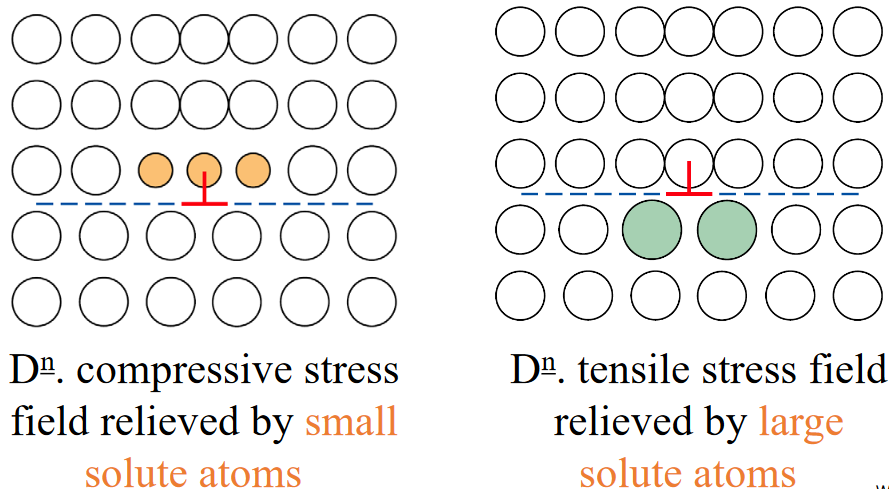 Dn. compressive stress
field relieved by small
solute atoms
Dn. tensile stress field
relieved by large
solute atoms